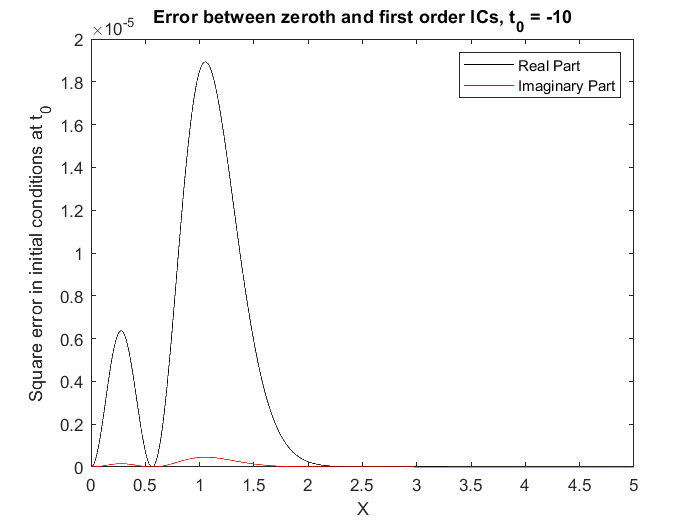 Error between zeroth and first order ICs, t₀ = -10
×10⁻⁵
2
1.8
1.6
1.4
1.2
1
0.8
0.6
0.4
0.2
0
Square error in initial conditions at t₀
Real Part
Imaginary Part
0 0.5 1 1.5 2 2.5 3 3.5 4 4.5 5
X